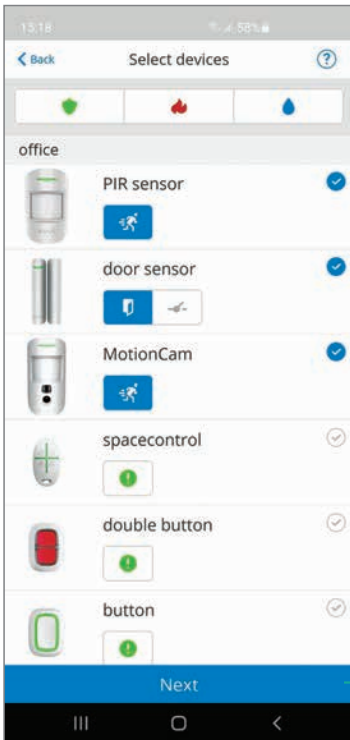 15:18 58%
Back Select devices ?
office
PIR sensor
door sensor
MotionCam
spacecontrol
double button
button
Next